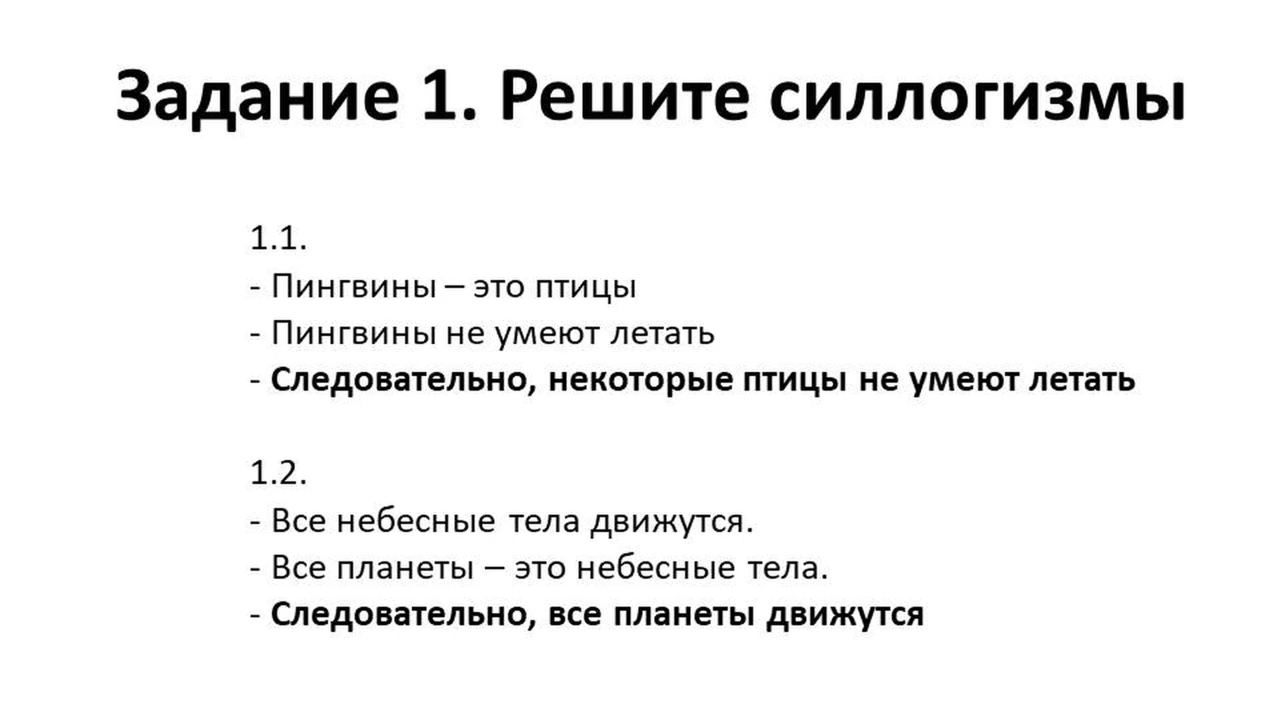 Задание 1. Решите силлогизмы
1.1.
- Пингвины – это птицы
- Пингвины не умеют летать
- Следовательно, некоторые птицы не умеют летать
1.2.
- Все небесные тела движутся.
- Все планеты – это небесные тела.
- Следовательно, все планеты движутся